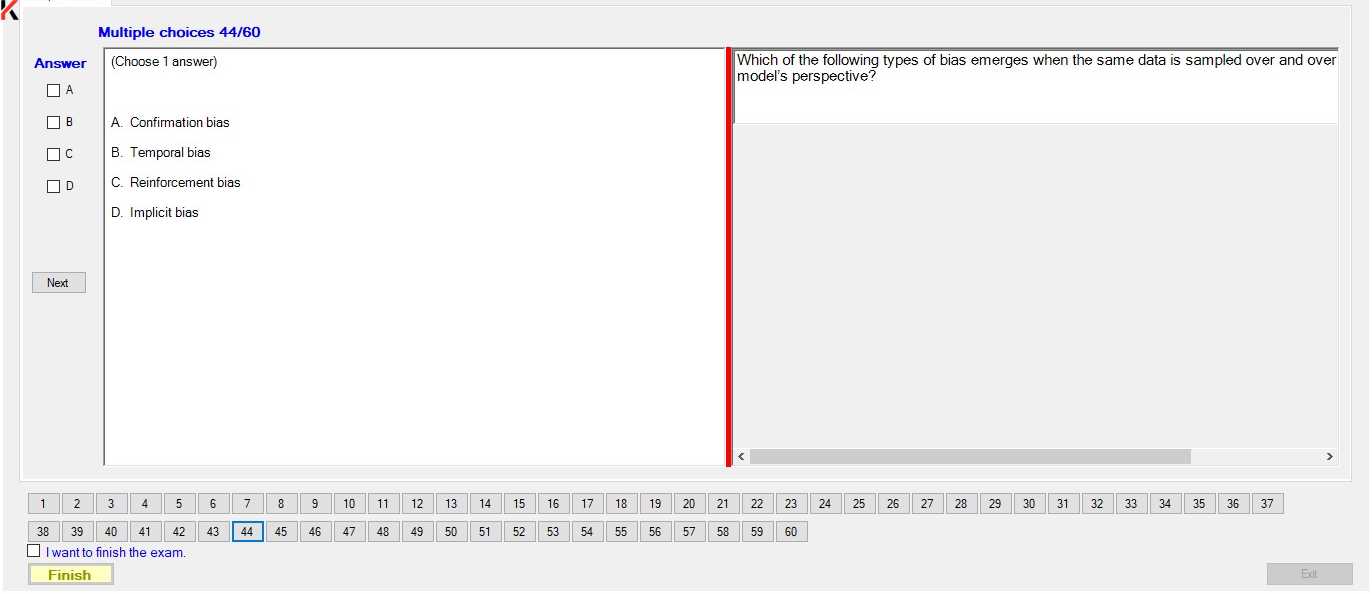 Multiple choices 44/60
Answer
A
B
C
D
Next
(Choose 1 answer)
A. Confirmation bias
B. Temporal bias
C. Reinforcement bias
D. Implicit bias
Which of the following types of bias emerges when the same data is sampled over and over
model's perspective?
1 2 3 4 5 6 7 8 9 10 11 12 13 14 15 16 17 18 19 20 21 22 23 24 25 26 27 28 29 30 31 32 33 34 35 36 37
38 39 40 41 42 43 44 45 46 47 48 49 50 51 52 53 54 55 56 57 58 59 60
I want to finish the exam.
Finish
Exit